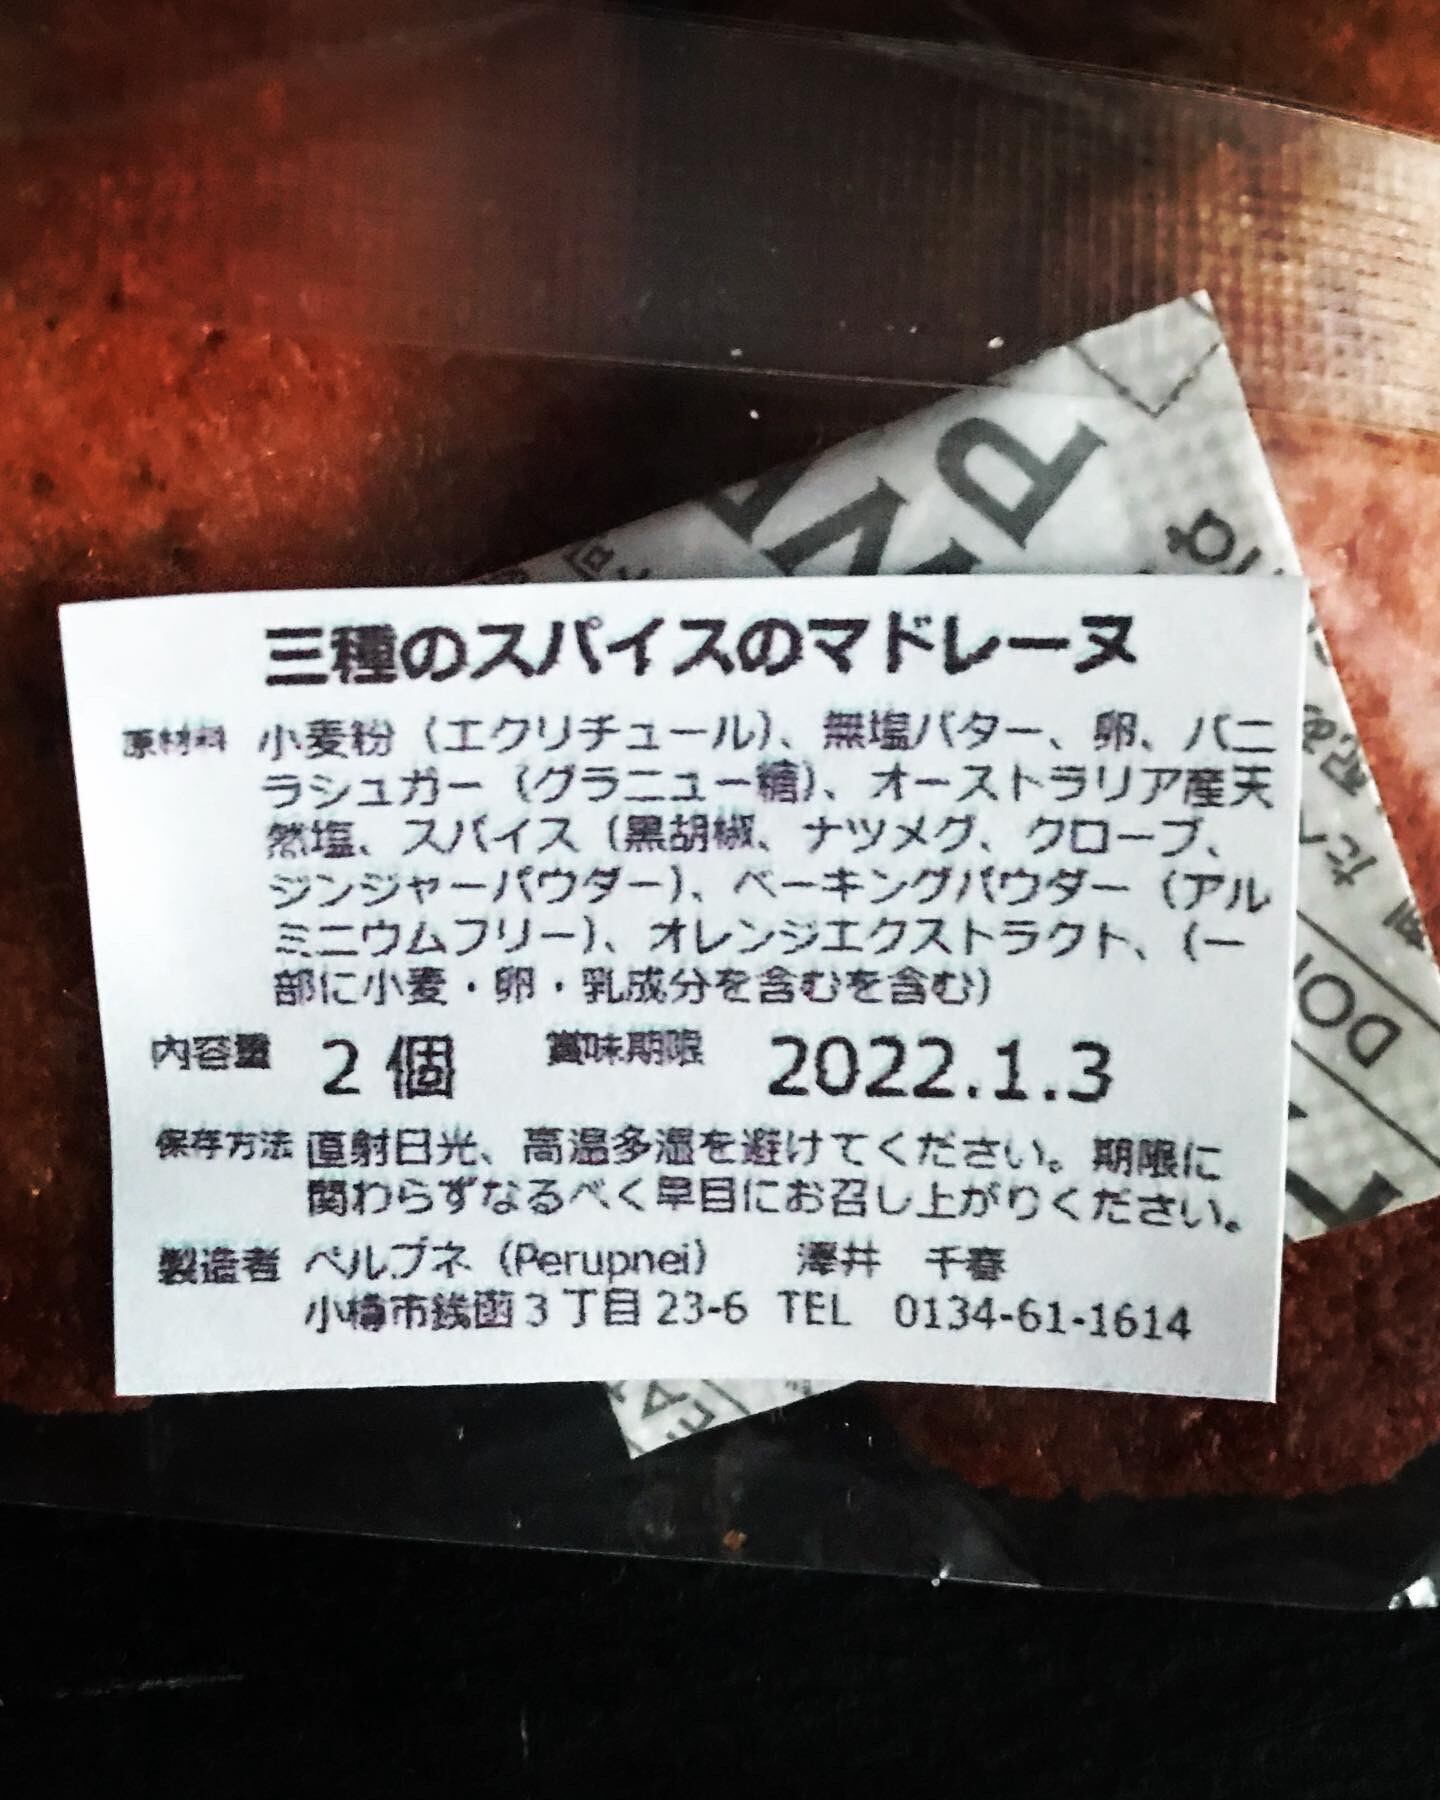 三種のスパイスのマドレーヌ
原材料 小麦粉（エクリチュール）、無塩バター、卵、バニ
ラシュガー（グラニュー糖）、オーストラリア産天
然塩、スパイス（黒胡椒、ナツメグ、クローブ、
ジンジャーパウダー）、ベーキングパウダー（アル
ミニウムフリー）、オレンジエクストラクト、（一
部に小麦・卵・乳成分を含むを含む）
内容量 2個 賞味期限 2022.1.3
保存方法 直射日光、高温多湿を避けてください。期限に
関わらずなるべく早目にお召し上がりください。
製造者 ペルプネ（Perupnei） 澤井 千春
小樽市銭函3丁目23-6 TEL 0134-61-1614